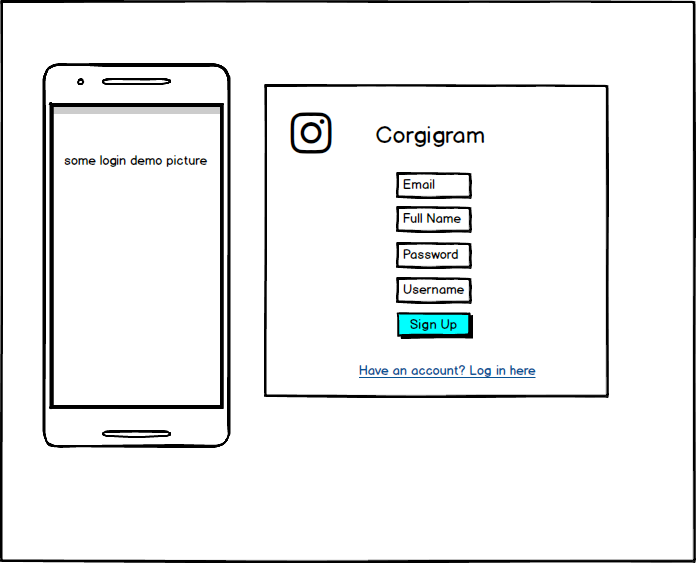 some login demo picture
Corgigram
Email
Full Name
Password
Username
Sign Up
Have an account? Log in here